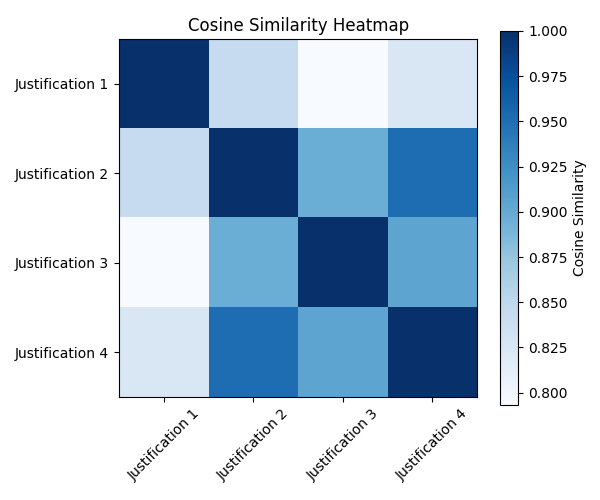 Cosine Similarity Heatmap
Justification 1
Justification 2
Justification 3
Justification 4
Justification 1
Justification 2
Justification 3
Justification 4
1.000
0.975
0.950
0.925
0.900
0.875
0.850
0.825
0.800
Cosine Similarity